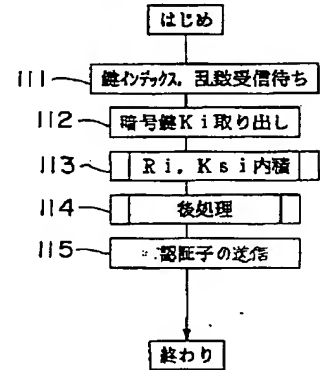 はじめ
111 鍵インデックス．乱数受信待ち
112 暗号鍵Ki取り出し
113 Ri．Ksi内積
114 後処理
115 認証子の送信
終わり